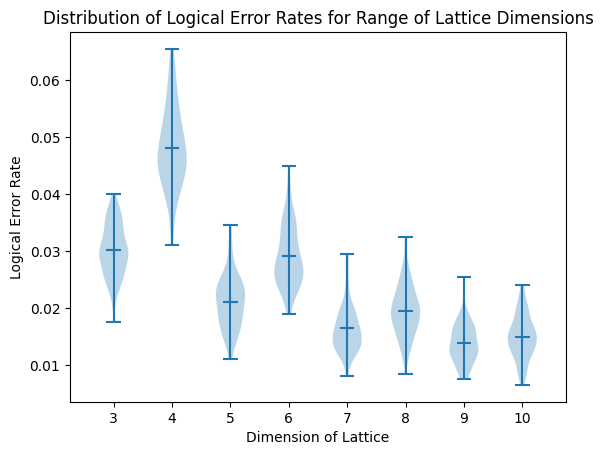 Distribution of Logical Error Rates for Range of Lattice Dimensions
0.06
0.05
0.04
0.03
0.02
0.01
Logical Error Rate
3 4 5 6 7 8 9 10
Dimension of Lattice